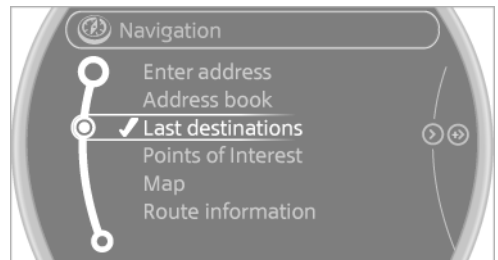 Navigation
Enter address
Address book
Last destinations
Points of Interest
Map
Route information